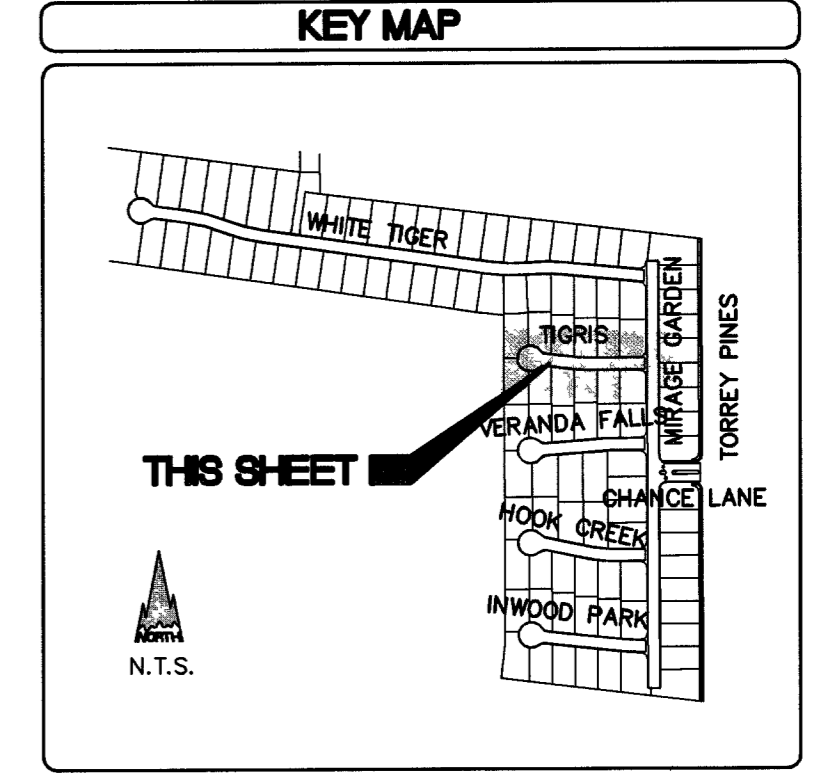 KEY MAP
WHITE TIGER
MIRAGE GARDEN
TORREY PINES
TIGRIS
VERANDA FALLS
THIS SHEET
CHANCE LANE
HOOK CREEK
INWOOD PARK
NORTH
N.T.S.